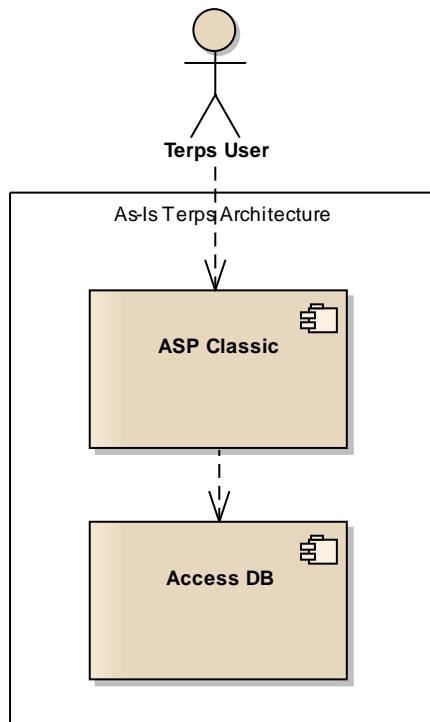 Terps User
As-Is Terps Architecture
ASP Classic
Access DB